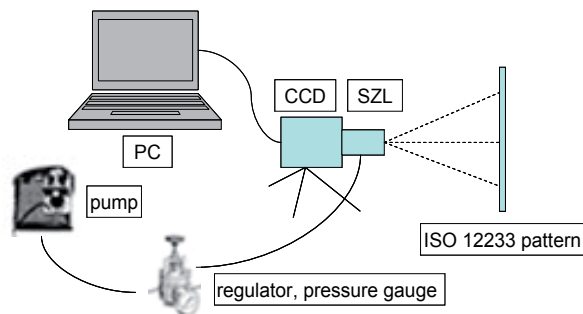 CCD
SZL
PC
pump
ISO 12233 pattern
regulator, pressure gauge